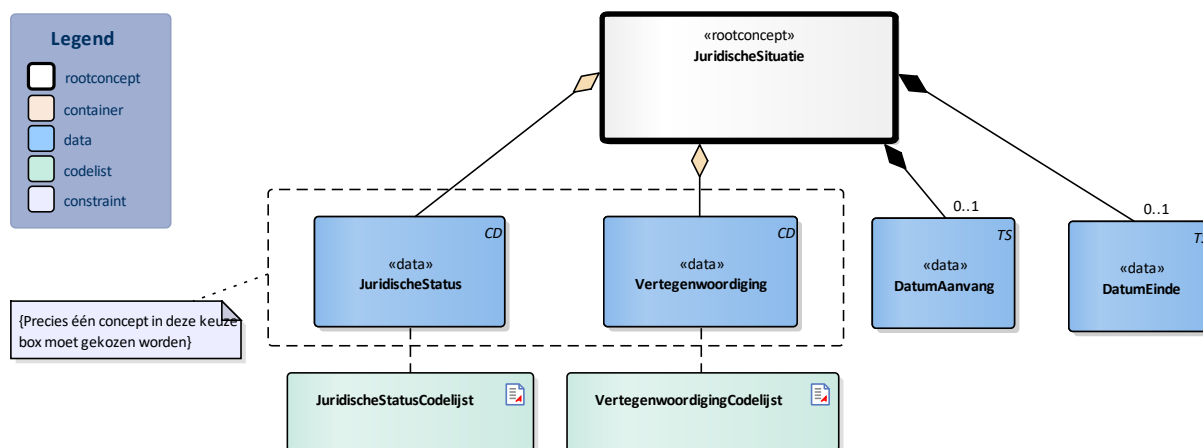 Legend
rootconcept
container
data
codelist
constraint
«rootconcept»
JuridischeSituatie
0..1
0..1
CD
«data»
JuridischeStatus
CD
«data»
Vertegenwoordiging
TS
«data»
DatumAanvang
«data»
DatumEinde
{Precies één concept in deze keuze
box moet gekozen worden}
JuridischeStatusCodelijst
VertegenwoordigingCodelijst